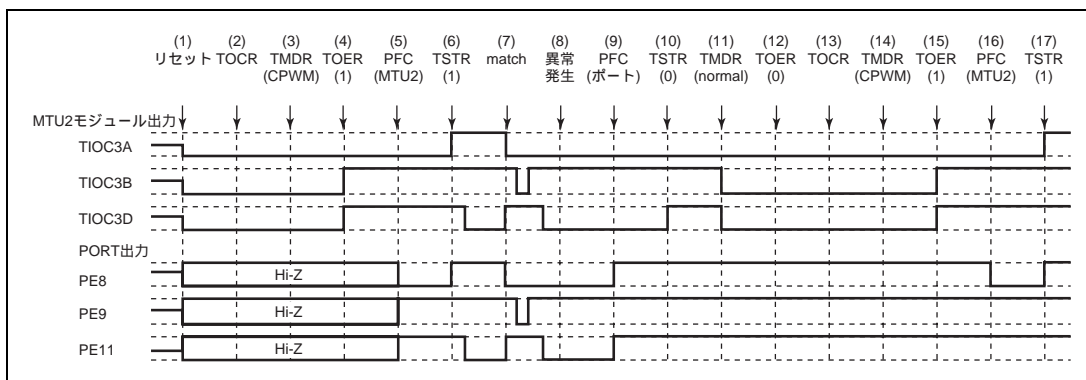 (1) (2) (3) (4) (5) (6) (7) (8) (9) (10) (11) (12) (13) (14) (15) (16) (17)
リセット TOCR TMDR TOER PFC TSTR match 異常 PFC TSTR TMDR TOER TOCR TMDR TOER PFC TSTR
(CPWM) (1) (MTU2) (1) 発生 (ポート) (0) (normal) (0) (CPWM) (1) (MTU2) (1)
MTU2モジュール出力
TIOC3A
TIOC3B
TIOC3D
PORT出力
PE8 Hi-Z
PE9 Hi-Z
PE11 Hi-Z